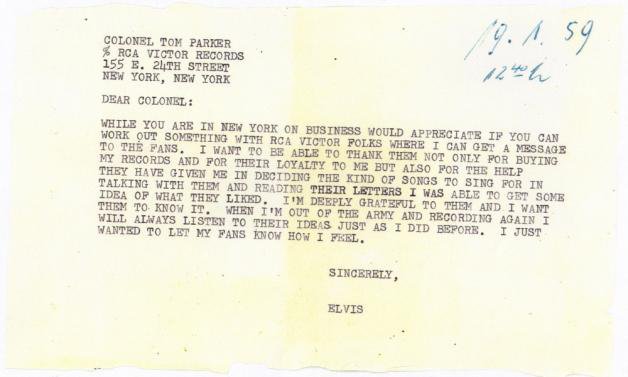 19.1.59
12 40 h
COLONEL TOM PARKER
% RCA VICTOR RECORDS
155 E. 24TH STREET
NEW YORK, NEW YORK
DEAR COLONEL:
WHILE YOU ARE IN NEW YORK ON BUSINESS WOULD APPRECIATE IF YOU CAN
WORK OUT SOMETHING WITH RCA VICTOR FOLKS WHERE I CAN GET A MESSAGE
TO THE FANS. I WANT TO BE ABLE TO THANK THEM NOT ONLY FOR BUYING
MY RECORDS AND FOR THEIR LOYALTY TO ME BUT ALSO FOR THE HELP
THEY HAVE GIVEN ME IN DECIDING THE KIND OF SONGS TO SING FOR IN
TALKING WITH THEM AND READING THEIR LETTERS I WAS ABLE TO GET SOME
IDEA OF WHAT THEY LIKED. I'M DEEPLY GRATEFUL TO THEM AND I WANT
THEM TO KNOW IT. WHEN I'M OUT OF THE ARMY AND RECORDING AGAIN I
WILL ALWAYS LISTEN TO THEIR IDEAS JUST AS I DID BEFORE. I JUST
WANTED TO LET MY FANS KNOW HOW I FEEL.
SINCERELY,
ELVIS